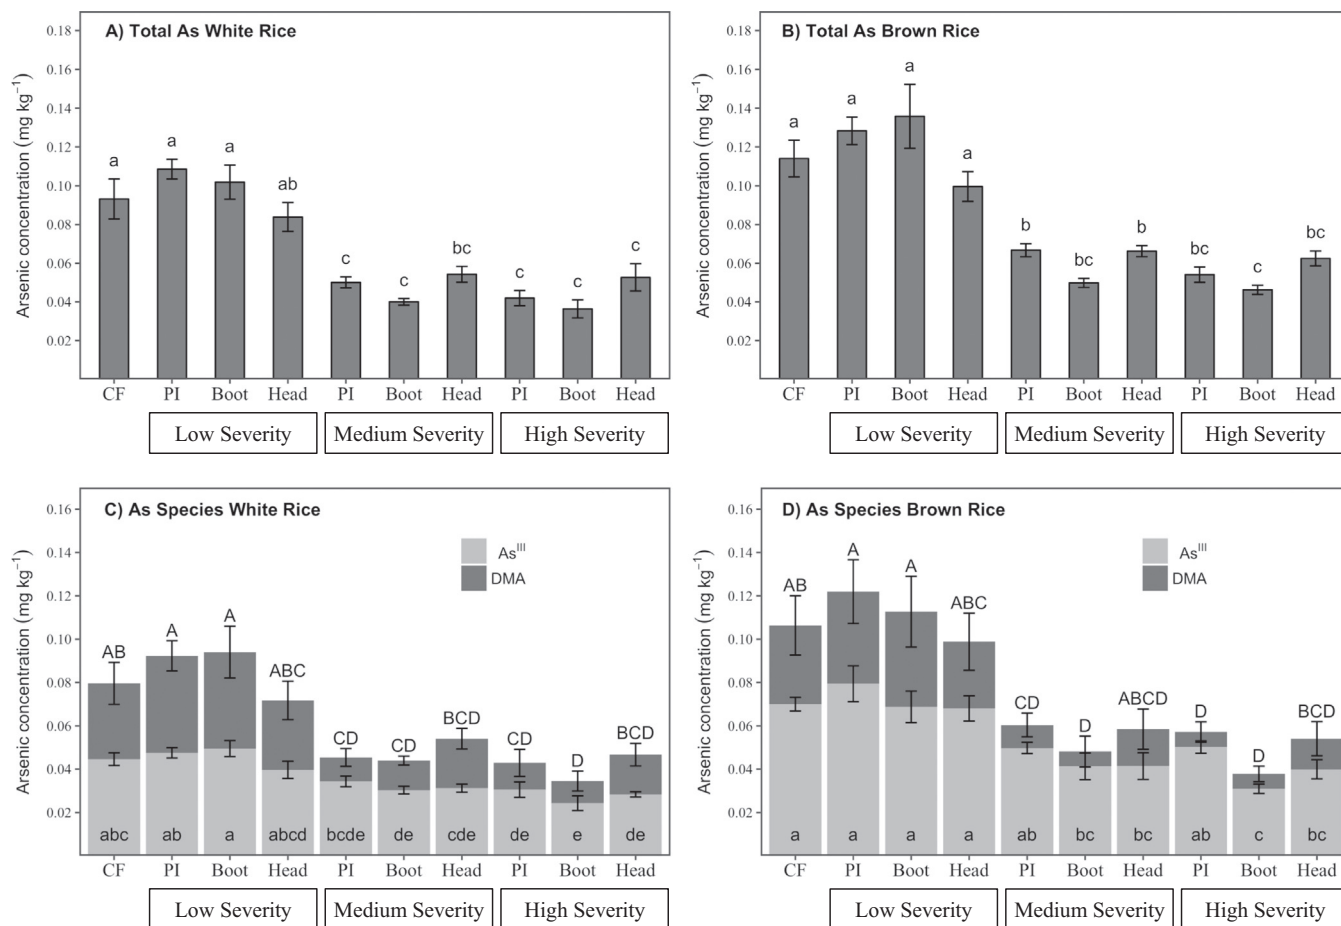 A) Total As White Rice
Arsenic concentration (mg kg⁻¹)
0.18
0.16
0.14
0.12
0.10
0.08
0.06
0.04
0.02
a a a ab c c bc c c c
CF PI Boot Head PI Boot Head PI Boot Head
Low Severity Medium Severity High Severity
B) Total As Brown Rice
Arsenic concentration (mg kg⁻¹)
0.18
0.16
0.14
0.12
0.10
0.08
0.06
0.04
0.02
a a a a b bc b bc c bc
CF PI Boot Head PI Boot Head PI Boot Head
Low Severity Medium Severity High Severity
C) As Species White Rice
Arsenic concentration (mg kg⁻¹)
0.16
0.14
0.12
0.10
0.08
0.06
0.04
0.02
Asᴵᴵᴵ
DMA
AB A A ABC CD CD BCD CD D BCD
abc ab a abcd bcde de cde de e de
CF PI Boot Head PI Boot Head PI Boot Head
Low Severity Medium Severity High Severity
D) As Species Brown Rice
Arsenic concentration (mg kg⁻¹)
0.16
0.14
0.12
0.10
0.08
0.06
0.04
0.02
Asᴵᴵᴵ
DMA
AB A A ABC CD D ABCD D D BCD
a a a a ab bc bc ab c bc
CF PI Boot Head PI Boot Head PI Boot Head
Low Severity Medium Severity High Severity